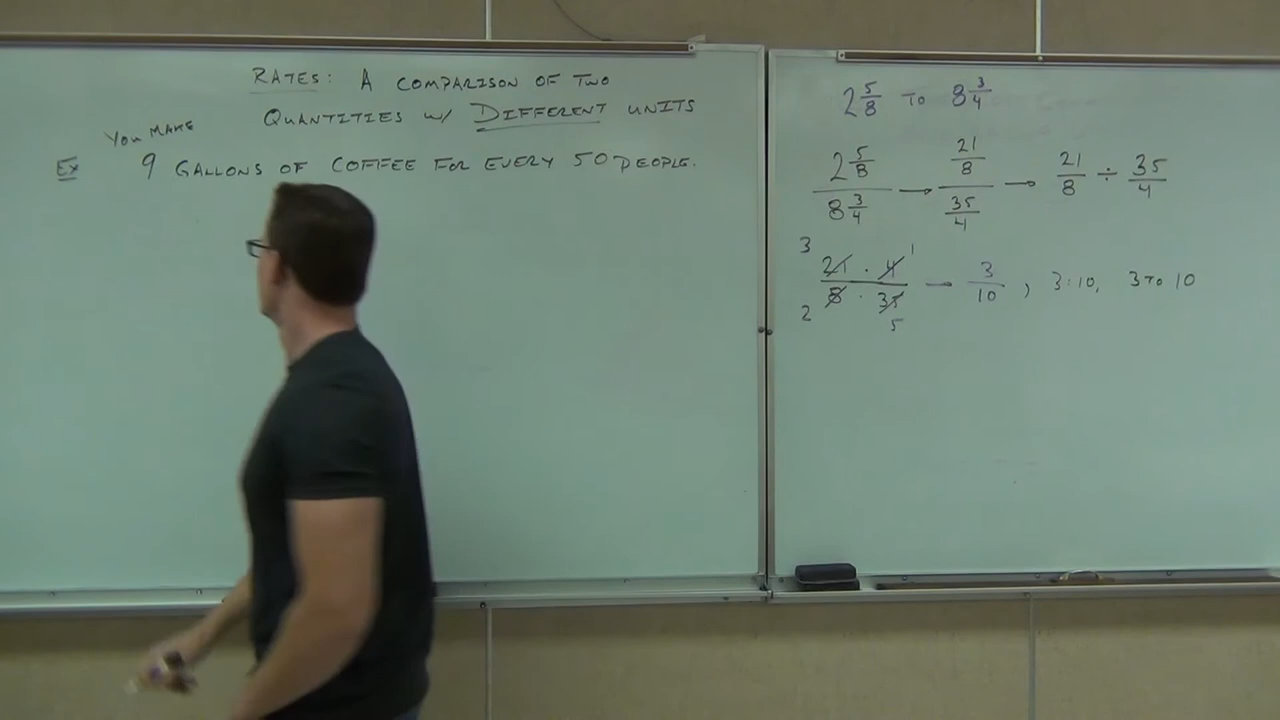 RATES: A COMPARISON OF TWO
QUANTITIES W/ DIFFERENT UNITS
YOU MAKE
EX 9 GALLONS OF COFFEE FOR EVERY 50 PEOPLE.
2 5/8 TO 8 3/4
(2 5/8)/(8 3/4) → (21/8)/(35/4) → 21/8 ÷ 35/4
3 1
(21 · 4)/(8 · 35) → 3/10, 3:10, 3 TO 10
2 5